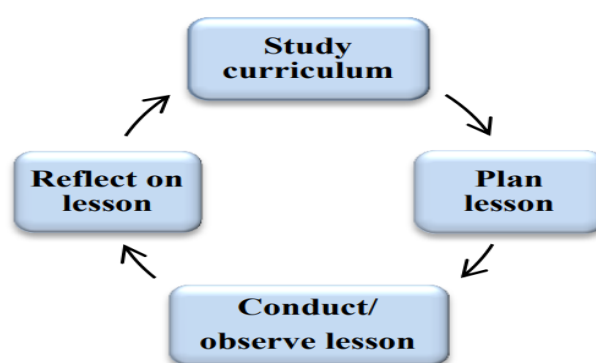 Study
curriculum
Plan
lesson
Conduct/
observe lesson
Reflect on
lesson